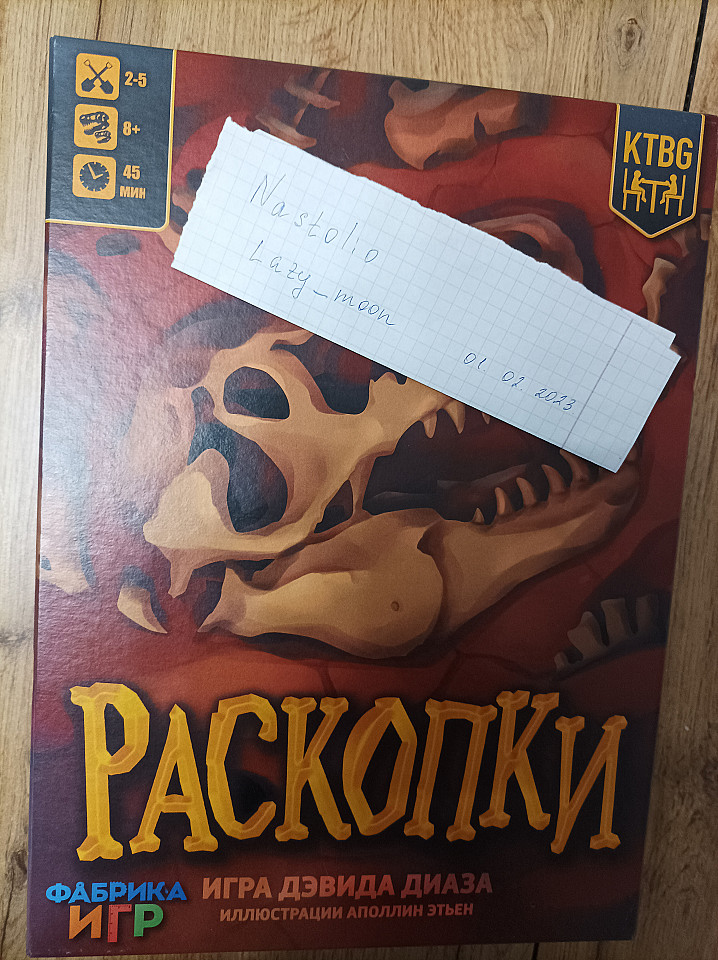 2-5
8+
45
МИН
KTBG
Nastolio
Lazy_moon
01. 02. 2023
РАСКОПКИ
ФАБРИКА
ИГР
ИГРА ДЭВИДА ДИАЗА
ИЛЛЮСТРАЦИИ АПОЛЛИН ЭТЬЕН